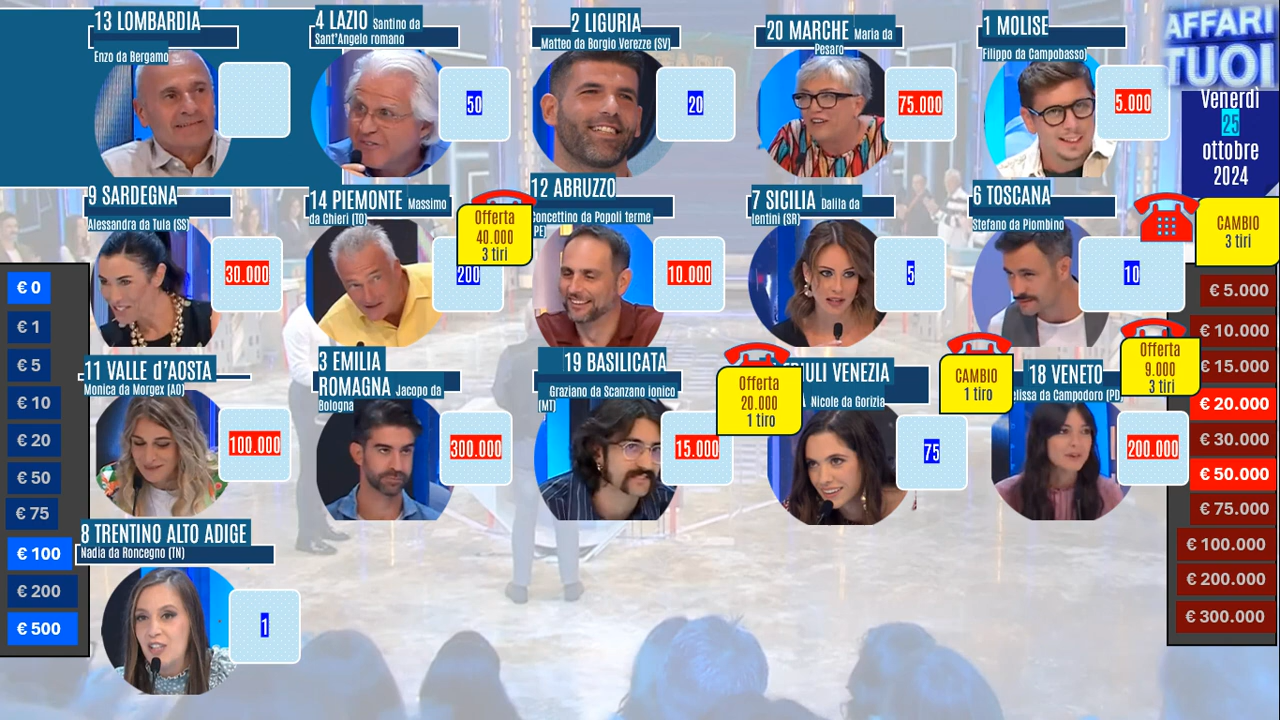 13 LOMBARDIA
Enzo da Bergamo
4 LAZIO Santino da
Sant'Angelo romano
50
2 LIGURIA
Matteo da Borgio Verezze (SV)
20
20 MARCHE Maria da
Pesaro
75.000
1 MOLISE
Filippo da Campobasso)
5.000
AFFARI
TUOI
Venerdì
25
ottobre
2024
9 SARDEGNA
Alessandra da Tula (SS)
30.000
14 PIEMONTE Massimo
da Chieri (TO)
200
Offerta
40.000
3 tiri
12 ABRUZZO
Concettino da Popoli terme
(PE)
10.000
7 SICILIA Dalila da
lentini (SR)
5
6 TOSCANA
Stefano da Piombino
10
CAMBIO
3 tiri
11 VALLE d'AOSTA
Monica da Morgex (AO)
100.000
3 EMILIA
ROMAGNA Jacopo da
Bologna
300.000
19 BASILICATA
Graziano da Scanzano ionico
(MT)
15.000
Offerta
20.000
1 tiro
VENEZIA
Nicole da Gorizia
75
CAMBIO
1 tiro
18 VENETO
da Campodoro (PD
200.000
Offerta
9.000
3 tiri
8 TRENTINO ALTO ADIGE
Nadia da Roncegno (TN)
1
€ 0
€ 1
€ 5
€ 10
€ 20
€ 50
€ 75
€ 100
€ 200
€ 500
€ 5.000
€ 10.000
€ 15.000
€ 20.000
€ 30.000
€ 50.000
€ 75.000
€ 100.000
€ 200.000
€ 300.000